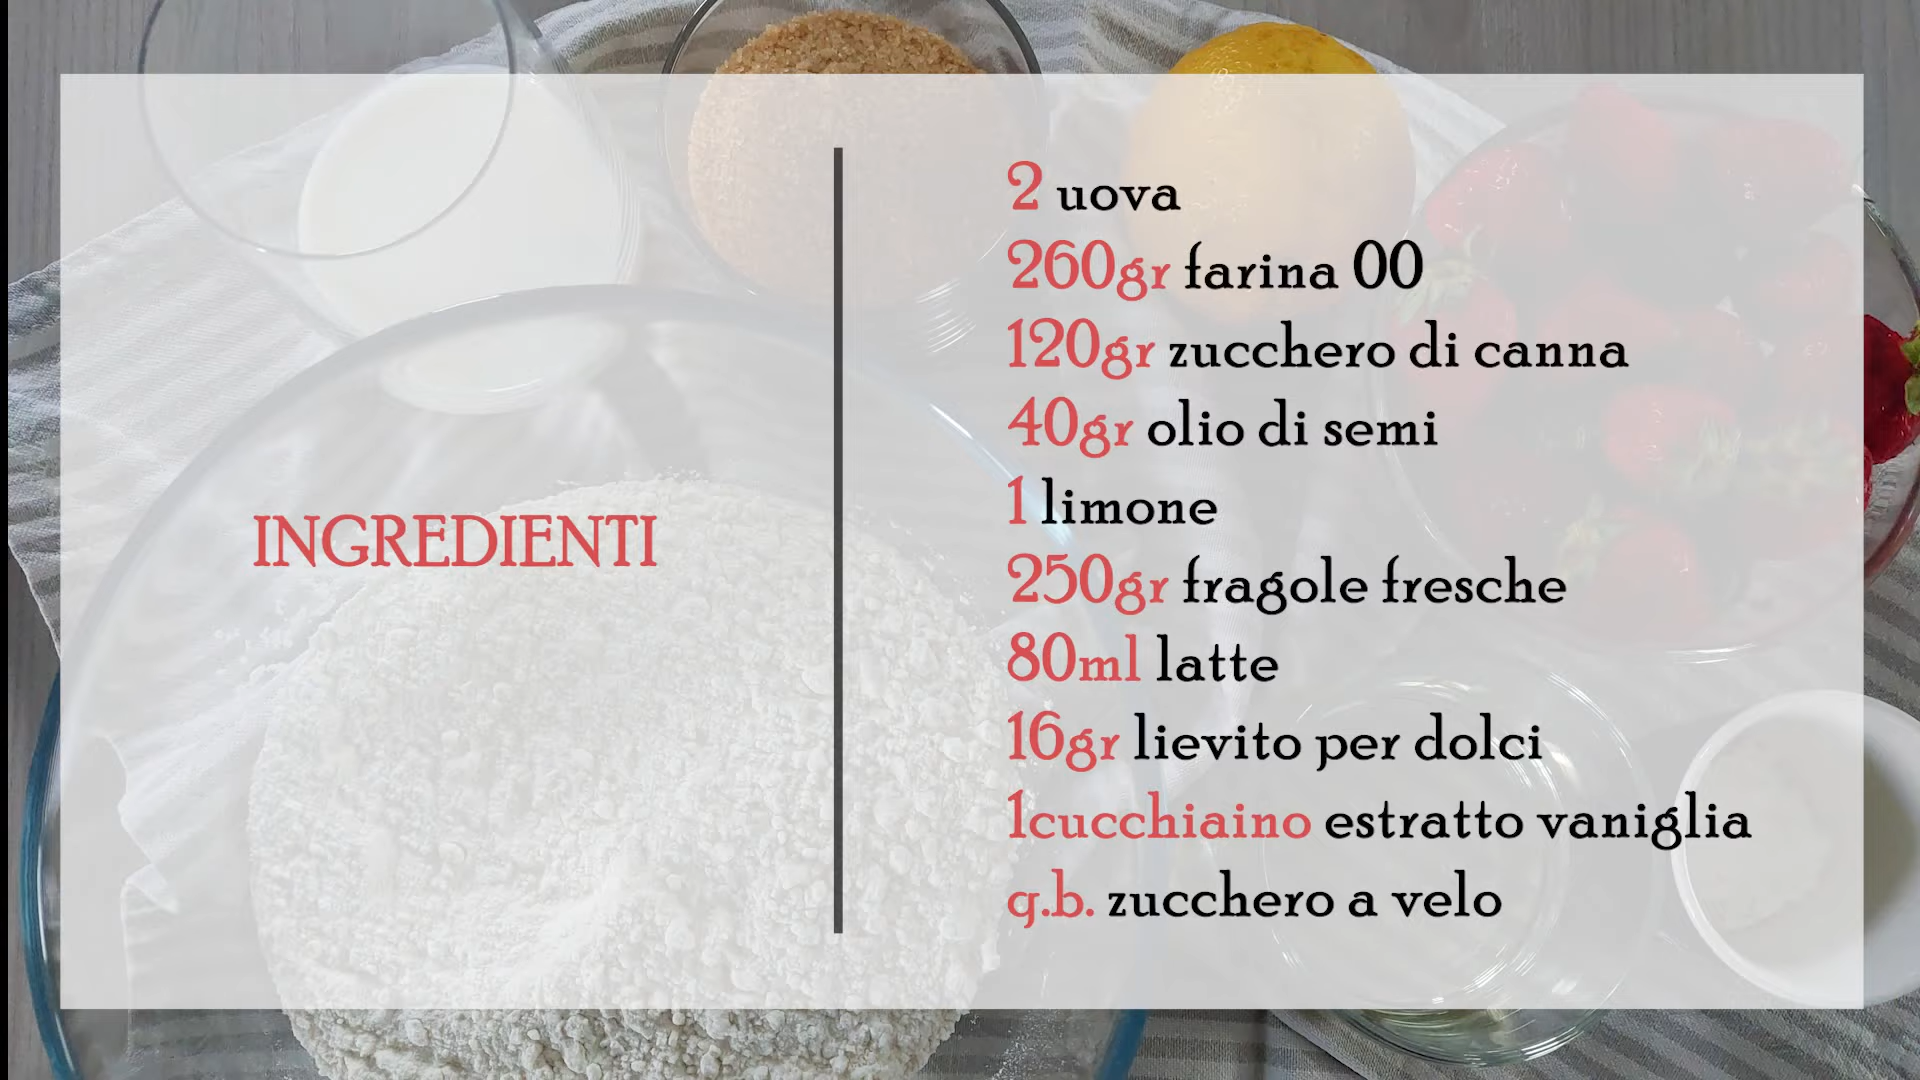 INGREDIENTI
2 uova
260gr farina 00
120gr zucchero di canna
40gr olio di semi
1 limone
250gr fragole fresche
80ml latte
16gr lievito per dolci
1cucchiaino estratto vaniglia
q.b. zucchero a velo